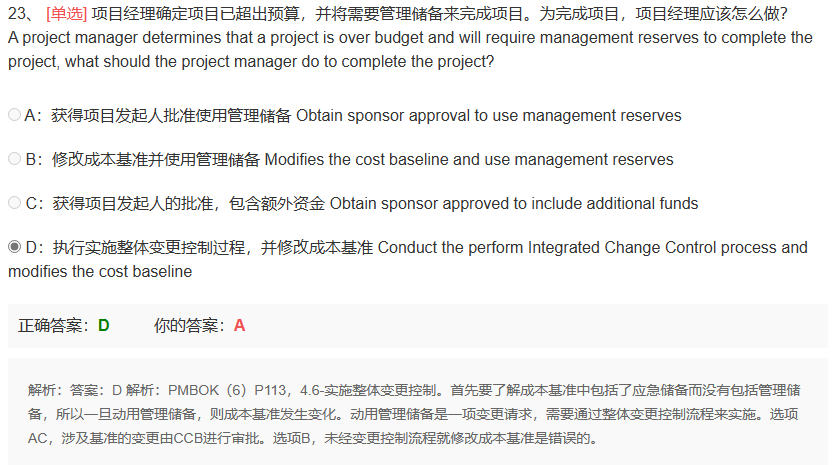 23、 [单选] 项目经理确定项目已超出预算，并将需要管理储备来完成项目。为完成项目，项目经理应该怎么做？
A project manager determines that a project is over budget and will require management reserves to complete the
project, what should the project manager do to complete the project?
A：获得项目发起人批准使用管理储备 Obtain sponsor approval to use management reserves
B：修改成本基准并使用管理储备 Modifies the cost baseline and use management reserves
C：获得项目发起人的批准，包含额外资金 Obtain sponsor approved to include additional funds
D：执行实施整体变更控制过程，并修改成本基准 Conduct the perform Integrated Change Control process and
modifies the cost baseline
正确答案：D 你的答案：A
解析：答案：D 解析：PMBOK（6）P113，4.6-实施整体变更控制。首先要了解成本基准中包括了应急储备而没有包括管理储
备，所以一旦动用管理储备，则成本基准发生变化。动用管理储备是一项变更请求，需要通过整体变更控制流程来实施。选项
AC，涉及基准的变更由CCB进行审批。选项B，未经变更控制流程就修改成本基准是错误的。